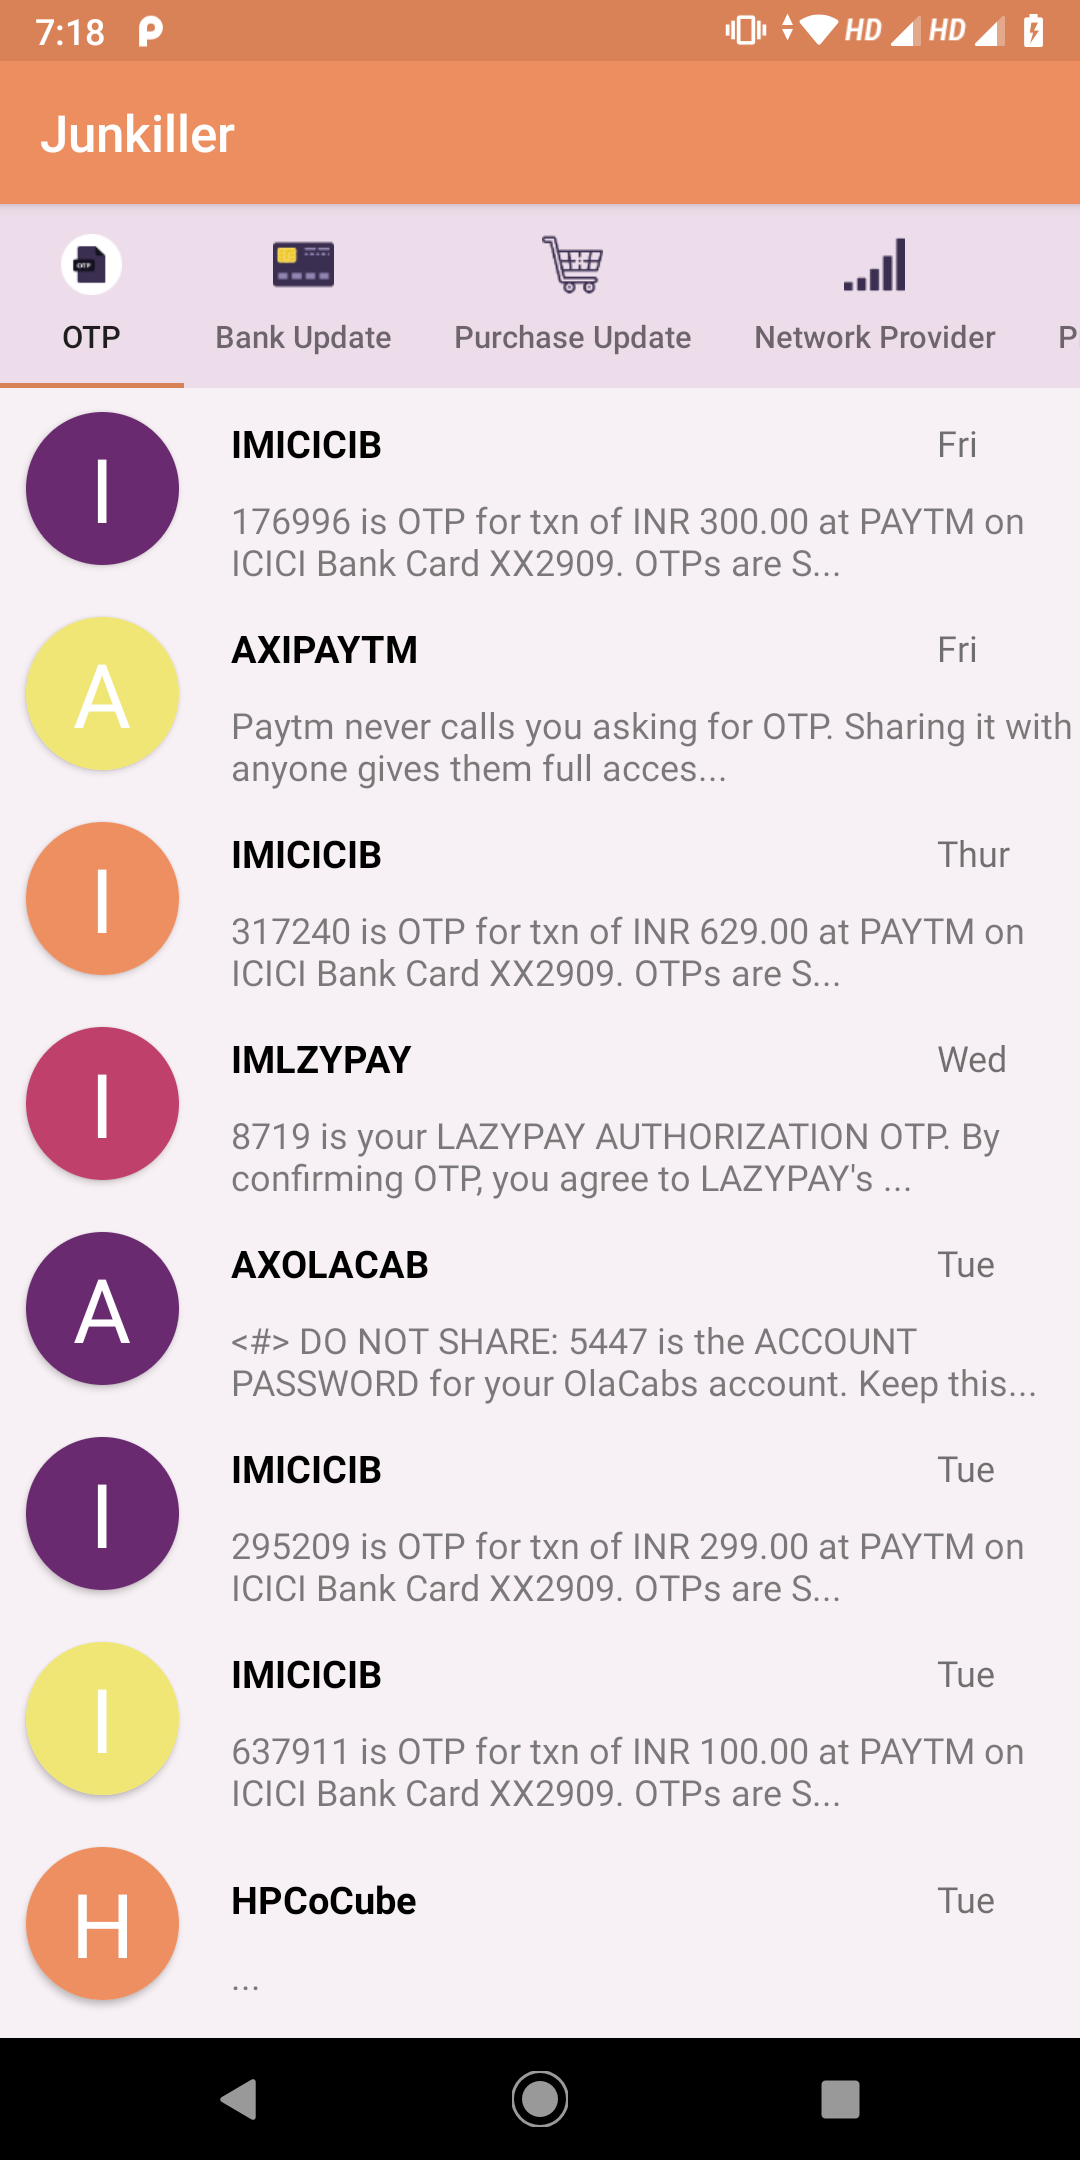 7:18
HD HD
Junkiller
OTP
OTP Bank Update Purchase Update Network Provider P
I
IMICICIB Fri
176996 is OTP for txn of INR 300.00 at PAYTM on
ICICI Bank Card XX2909. OTPs are S...
A
AXIPAYTM Fri
Paytm never calls you asking for OTP. Sharing it with
anyone gives them full acces...
I
IMICICIB Thur
317240 is OTP for txn of INR 629.00 at PAYTM on
ICICI Bank Card XX2909. OTPs are S...
I
IMLZYPAY Wed
8719 is your LAZYPAY AUTHORIZATION OTP. By
confirming OTP, you agree to LAZYPAY's ...
A
AXOLACAB Tue
<#> DO NOT SHARE: 5447 is the ACCOUNT
PASSWORD for your OlaCabs account. Keep this...
I
IMICICIB Tue
295209 is OTP for txn of INR 299.00 at PAYTM on
ICICI Bank Card XX2909. OTPs are S...
I
IMICICIB Tue
637911 is OTP for txn of INR 100.00 at PAYTM on
ICICI Bank Card XX2909. OTPs are S...
H
HPCoCube Tue
...